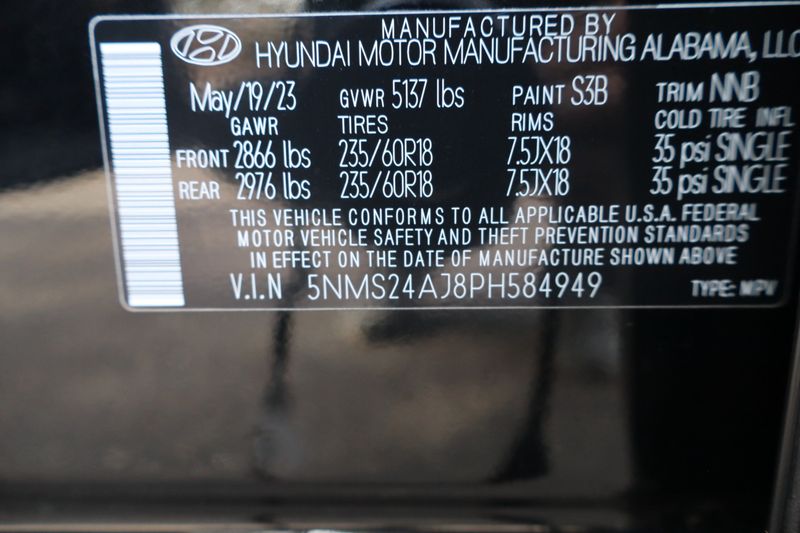 MANUFACTURED BY
HYUNDAI MOTOR MANUFACTURING ALABAMA, LLC
May/19/23 GVWR 5137 lbs PAINT S3B TRIM NNB
GAWR TIRES RIMS COLD TIRE INFL
FRONT 2866 lbs 235/60R18 7.5JX18 35 psi SINGLE
REAR 2976 lbs 235/60R18 7.5JX18 35 psi SINGLE
THIS VEHICLE CONFORMS TO ALL APPLICABLE U.S.A. FEDERAL
MOTOR VEHICLE SAFETY AND THEFT PREVENTION STANDARDS
IN EFFECT ON THE DATE OF MANUFACTURE SHOWN ABOVE
V.I.N 5NMS24AJ8PH584949 TYPE: MPV